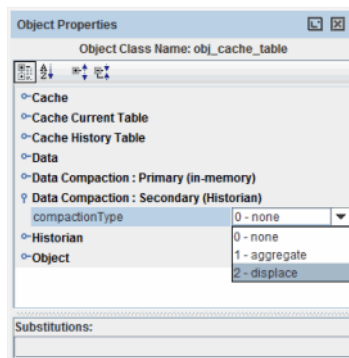 Object Properties
Object Class Name: obj_cache_table
Cache
Cache Current Table
Cache History Table
Data
Data Compaction : Primary (in-memory)
Data Compaction : Secondary (Historian)
compactionType 0 - none
Historian 0 - none
1 - aggregate
Object 2 - displace
Substitutions: